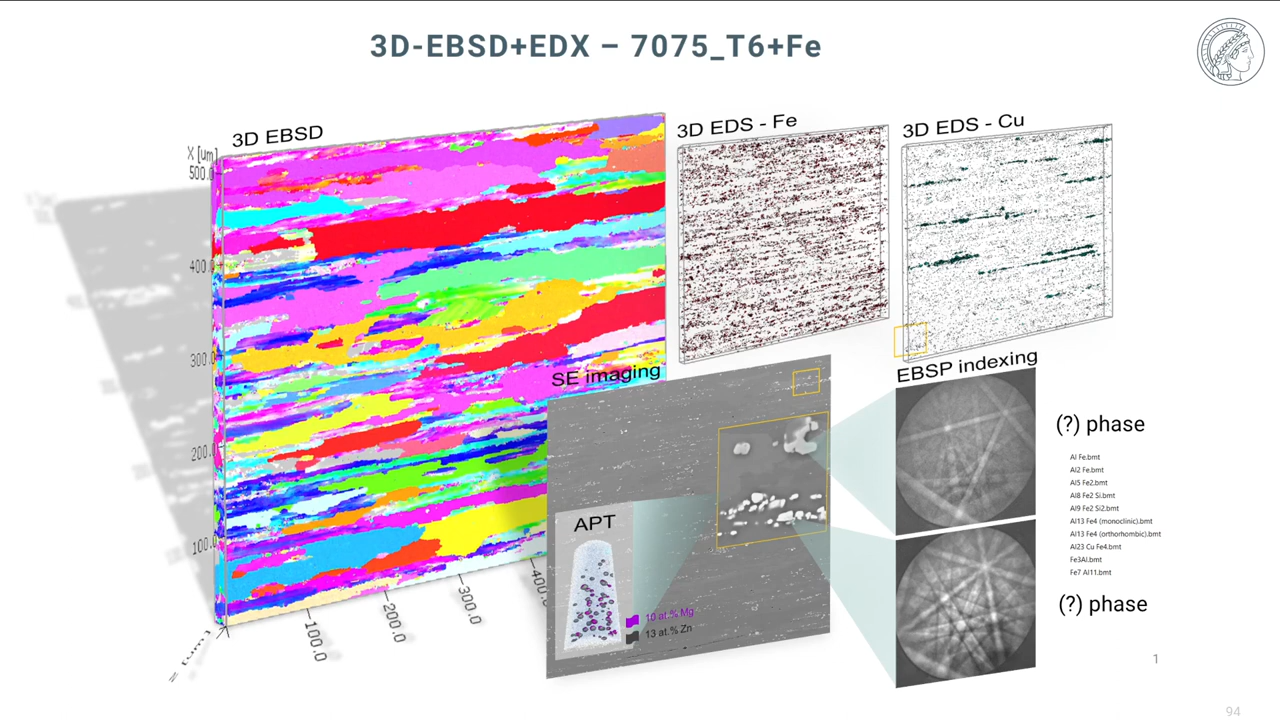 3D-EBSD+EDX – 7075_T6+Fe
3D EBSD
3D EDS - Fe
3D EDS - Cu
X [um]
500.0
400.0
300.0
200.0
100.0
100.0
200.0
300.0
400.0
SE imaging
EBSP indexing
APT
10 at.% Mg
13 at.% Zn
(?) phase
Al Fe.bmt
Al2 Fe.bmt
Al5 Fe2.bmt
Al8 Fe2 Si.bmt
Al9 Fe2 Si2.bmt
Al13 Fe4 (monoclinic).bmt
Al13 Fe4 (orthorhombic).bmt
Al23 Cu Fe4.bmt
Fe3Al.bmt
Fe7 Al11.bmt
(?) phase
1
94